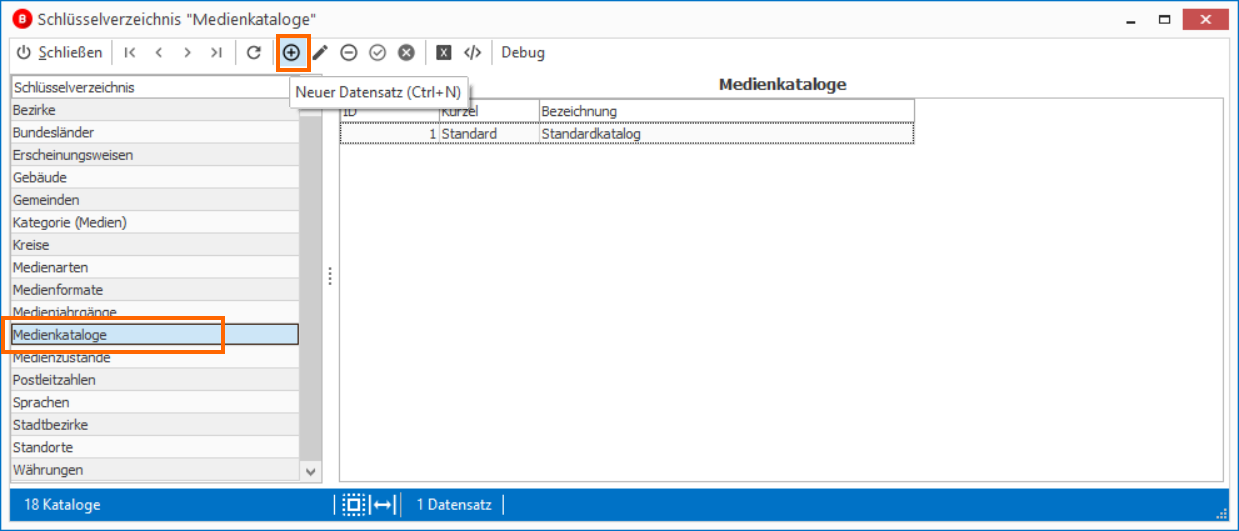 B Schlüsselverzeichnis "Medienkataloge"
Schließen X </> Debug
Neuer Datensatz (Ctrl+N)
Schlüsselverzeichnis
Bezirke
Bundesländer
Erscheinungsweisen
Gebäude
Gemeinden
Kategorie (Medien)
Kreise
Medienarten
Medienformate
Medienjahrgänge
Medienkataloge
Medienzustände
Postleitzahlen
Sprachen
Stadtbezirke
Standorte
Währungen
Medienkataloge
ID Kürzel Bezeichnung
1 Standard Standardkatalog
18 Kataloge 1 Datensatz